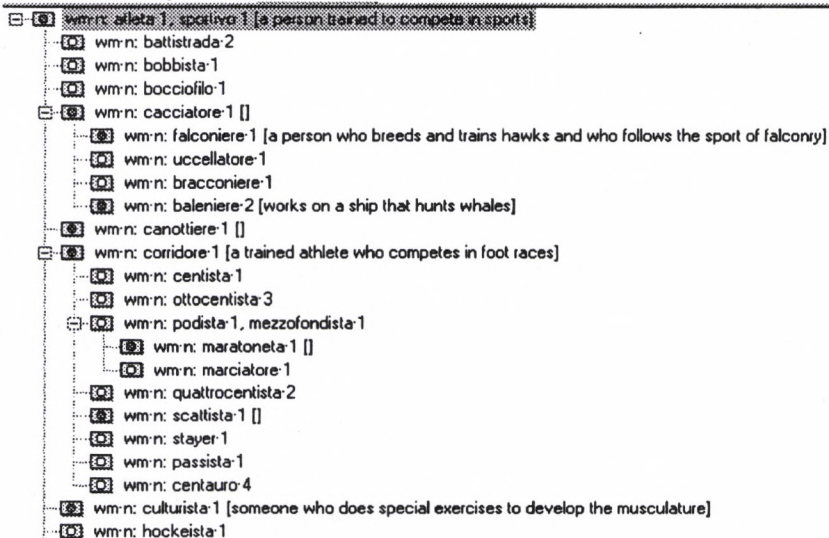 wm·n: atleta·1, sportivo·1 [a person trained to compete in sports]
wm·n: battistrada·2
wm·n: bobbista·1
wm·n: bocciofilo·1
wm·n: cacciatore·1 []
wm·n: falconiere·1 [a person who breeds and trains hawks and who follows the sport of falconry]
wm·n: uccellatore·1
wm·n: bracconiere·1
wm·n: baleniere·2 [works on a ship that hunts whales]
wm·n: canottiere·1 []
wm·n: corridore·1 [a trained athlete who competes in foot races]
wm·n: centista·1
wm·n: ottocentista·3
wm·n: podista·1, mezzofondista·1
wm·n: maratoneta·1 []
wm·n: marciatore·1
wm·n: quattrocentista·2
wm·n: scattista·1 []
wm·n: stayer·1
wm·n: passista·1
wm·n: centauro·4
wm·n: culturista·1 [someone who does special exercises to develop the musculature]
wm·n: hockeista·1